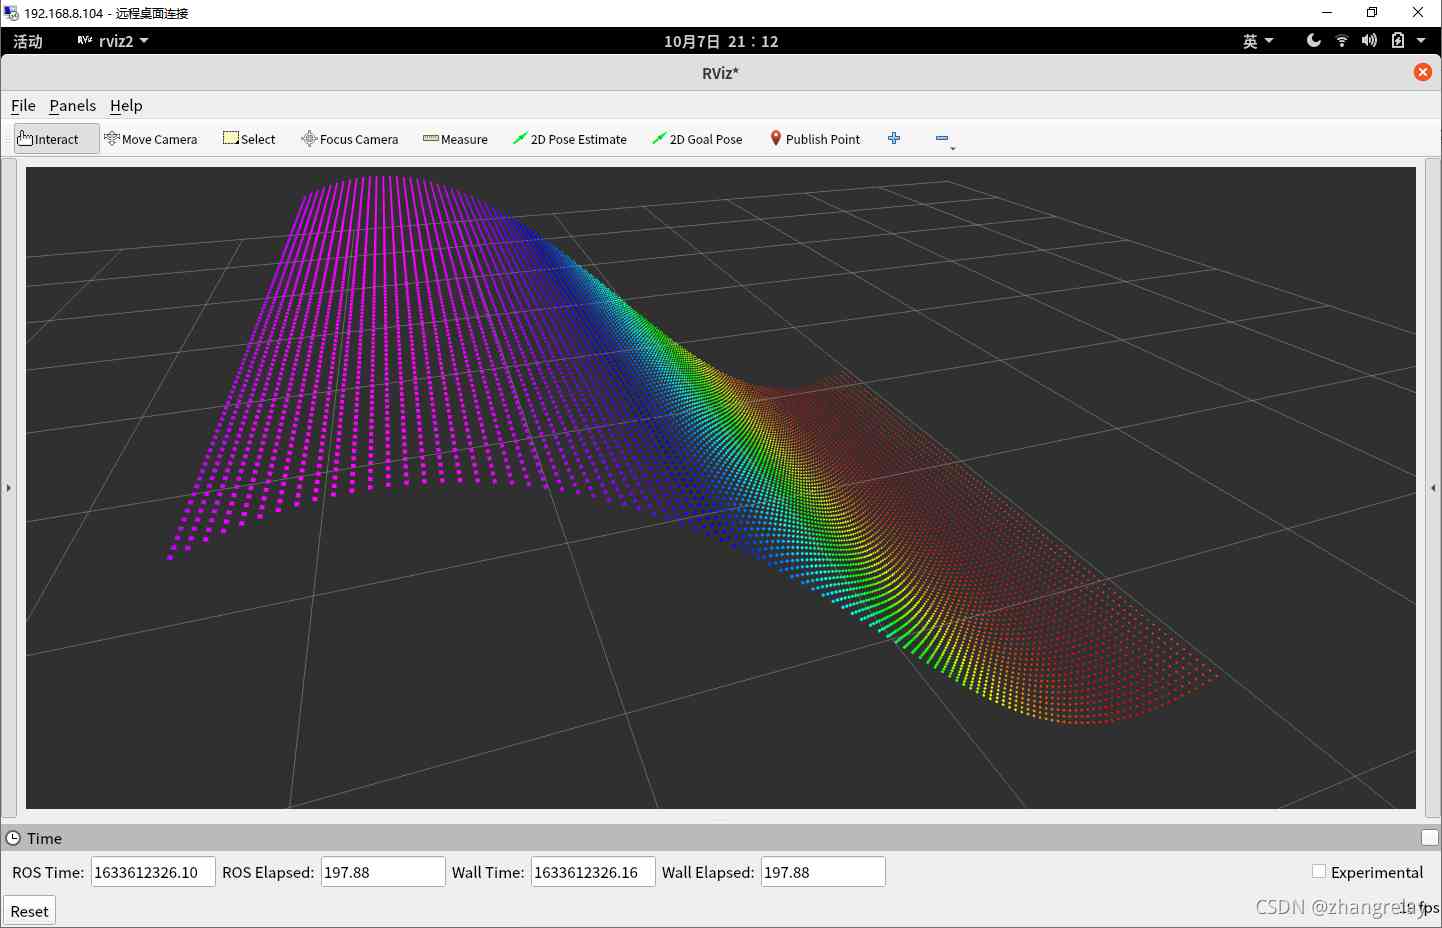 192.168.8.104 - 远程桌面连接
活动 RViz rviz2 10月7日 21：12 英
RViz*
File Panels Help
Interact Move Camera Select Focus Camera Measure 2D Pose Estimate 2D Goal Pose Publish Point
Time
ROS Time: 1633612326.10 ROS Elapsed: 197.88 Wall Time: 1633612326.16 Wall Elapsed: 197.88 Experimental
Reset CSDN @zhangrelay fps